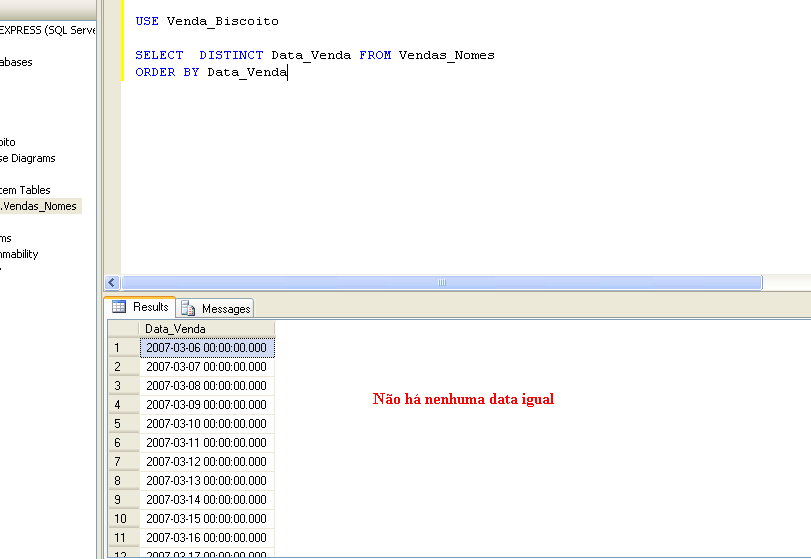 USE Venda_Biscoito
EXPRESS (SQL Serve
SELECT  DISTINCT Data_Venda FROM Vendas_Nomes
abases
ORDER BY Data_Venda
oito
se Diagrams
tem Tables
.Vendas_Nomes
ms
nmability
Results
Messages
Data_Venda
1 2007-03-06 00:00:00.000
2 2007-03-07 00:00:00.000
3 2007-03-08 00:00:00.000
Não há nenhuma data igual
4 2007-03-09 00:00:00.000
5 2007-03-10 00:00:00.000
6 2007-03-11 00:00:00.000
7 2007-03-12 00:00:00.000
8 2007-03-13 00:00:00.000
9 2007-03-14 00:00:00.000
10 2007-03-15 00:00:00.000
11 2007-03-16 00:00:00.000
12 2007-03-17 00:00:00.000